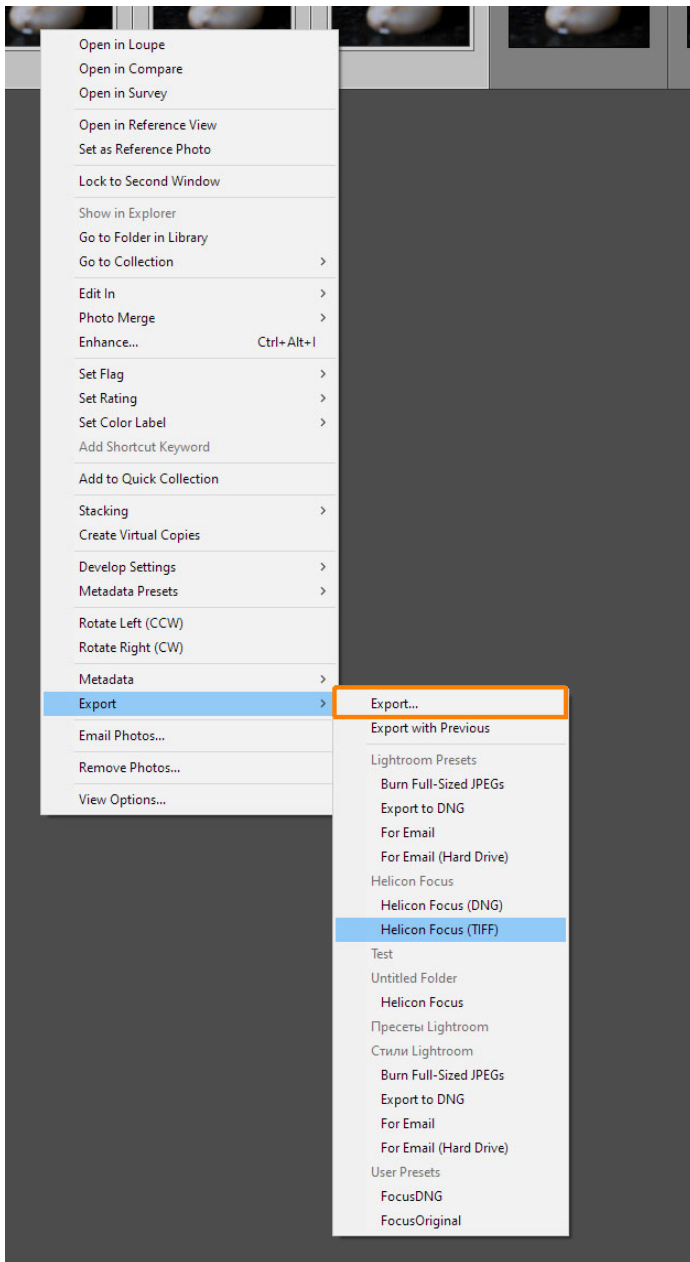 Open in Loupe
Open in Compare
Open in Survey
Open in Reference View
Set as Reference Photo
Lock to Second Window
Show in Explorer
Go to Folder in Library
Go to Collection
Edit In
Photo Merge
Enhance... Ctrl+Alt+I
Set Flag
Set Rating
Set Color Label
Add Shortcut Keyword
Add to Quick Collection
Stacking
Create Virtual Copies
Develop Settings
Metadata Presets
Rotate Left (CCW)
Rotate Right (CW)
Metadata
Export
Email Photos...
Remove Photos...
View Options...
Export...
Export with Previous
Lightroom Presets
Burn Full-Sized JPEGs
Export to DNG
For Email
For Email (Hard Drive)
Helicon Focus
Helicon Focus (DNG)
Helicon Focus (TIFF)
Test
Untitled Folder
Helicon Focus
Пресеты Lightroom
Стили Lightroom
Burn Full-Sized JPEGs
Export to DNG
For Email
For Email (Hard Drive)
User Presets
FocusDNG
FocusOriginal